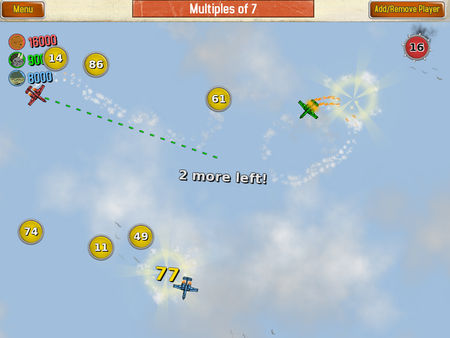 Menu
Multiples of 7
Add/Remove Player
16000
14
86
16
8000
61
2 more left!
74
11
49
77